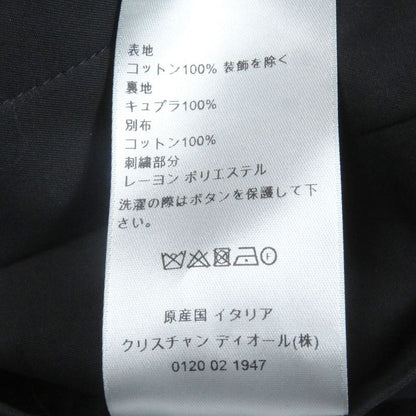 表地
コットン100% 装飾を除く
裏地
キュプラ100%
別布
コットン100%
刺繍部分
レーヨン ポリエステル
洗濯の際はボタンを保護して下
さい。
原産国 イタリア
クリスチャン ディオール(株)
0120 02 1947